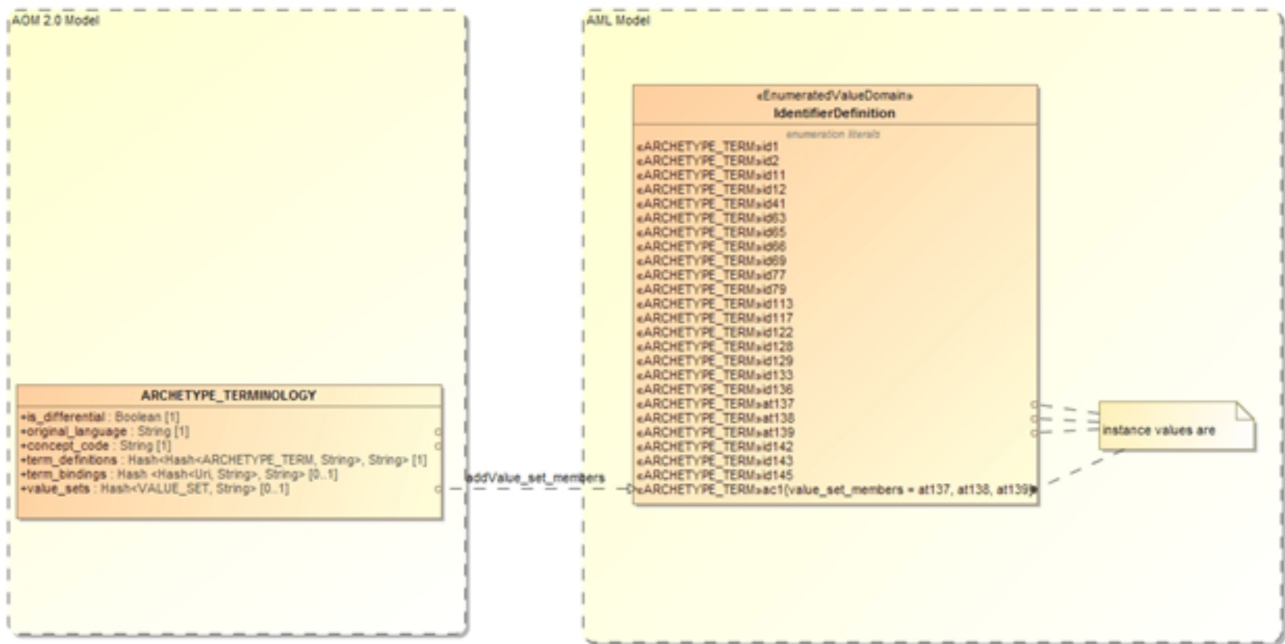 AOM 2.0 Model
ARCHETYPE_TERMINOLOGY
+is_differential : Boolean [1]
+original_language : String [1]
+concept_code : String [1]
+term_definitions : Hash<Hash<ARCHETYPE_TERM, String>, String> [1]
+term_bindings : Hash <Hash<Uri, String>, String> [0..1]
+value_sets : Hash<VALUE_SET, String> [0..1]
addValue_set_members
AML Model
«EnumeratedValueDomain»
IdentifierDefinition
enumeration literals
«ARCHETYPE_TERM»id1
«ARCHETYPE_TERM»id2
«ARCHETYPE_TERM»id11
«ARCHETYPE_TERM»id12
«ARCHETYPE_TERM»id41
«ARCHETYPE_TERM»id63
«ARCHETYPE_TERM»id65
«ARCHETYPE_TERM»id66
«ARCHETYPE_TERM»id69
«ARCHETYPE_TERM»id77
«ARCHETYPE_TERM»id79
«ARCHETYPE_TERM»id113
«ARCHETYPE_TERM»id117
«ARCHETYPE_TERM»id122
«ARCHETYPE_TERM»id128
«ARCHETYPE_TERM»id129
«ARCHETYPE_TERM»id133
«ARCHETYPE_TERM»id136
«ARCHETYPE_TERM»at137
«ARCHETYPE_TERM»at138
«ARCHETYPE_TERM»at139
«ARCHETYPE_TERM»id142
«ARCHETYPE_TERM»id143
«ARCHETYPE_TERM»id145
«ARCHETYPE_TERM»ac1{value_set_members = at137, at138, at139}
instance values are